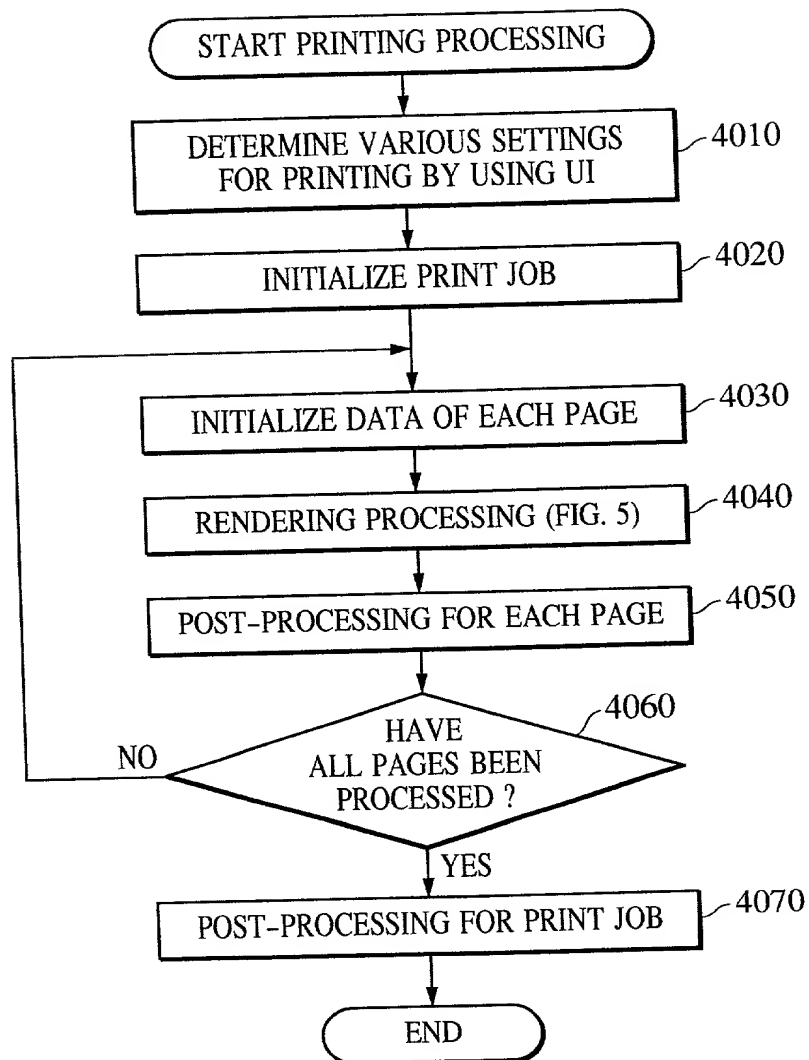 START PRINTING PROCESSING
DETERMINE VARIOUS SETTINGS
FOR PRINTING BY USING UI
4010
INITIALIZE PRINT JOB
4020
INITIALIZE DATA OF EACH PAGE
4030
RENDERING PROCESSING (FIG. 5)
4040
POST-PROCESSING FOR EACH PAGE
4050
HAVE
ALL PAGES BEEN
PROCESSED ?
4060
NO
YES
POST-PROCESSING FOR PRINT JOB
4070
END